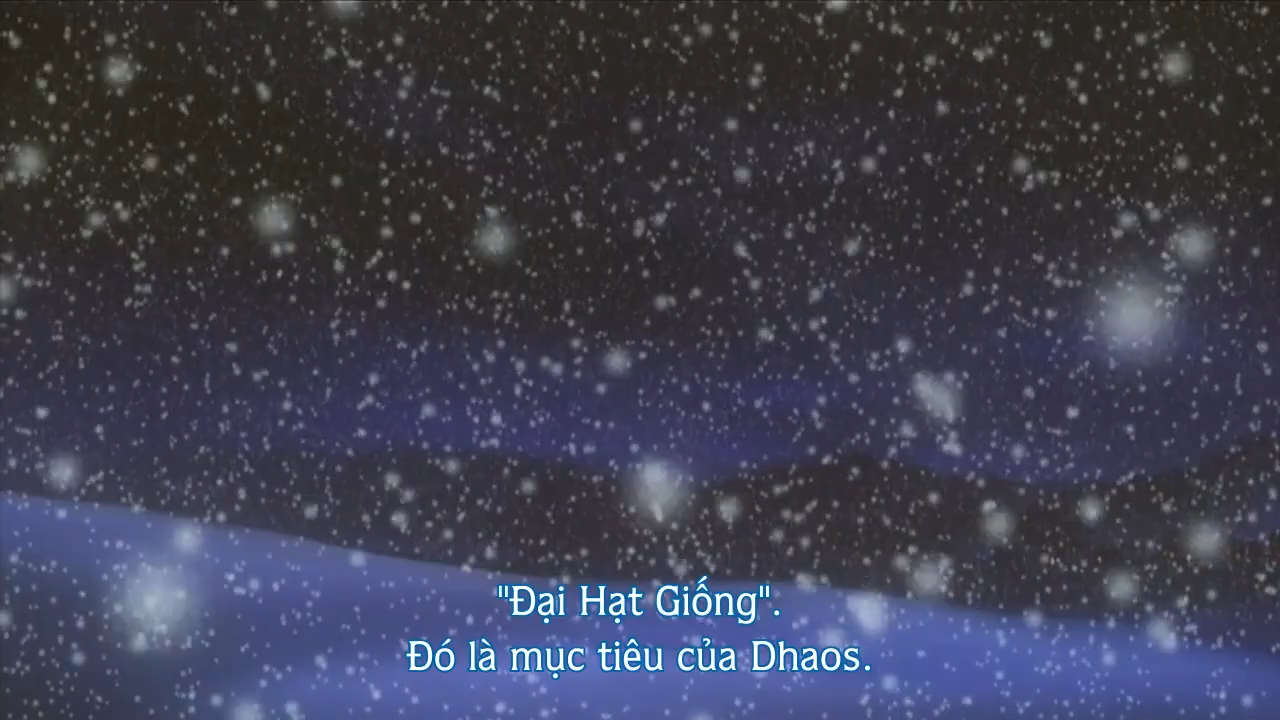 "Đại Hạt Giống".
Đó là mục tiêu của Dhaos.